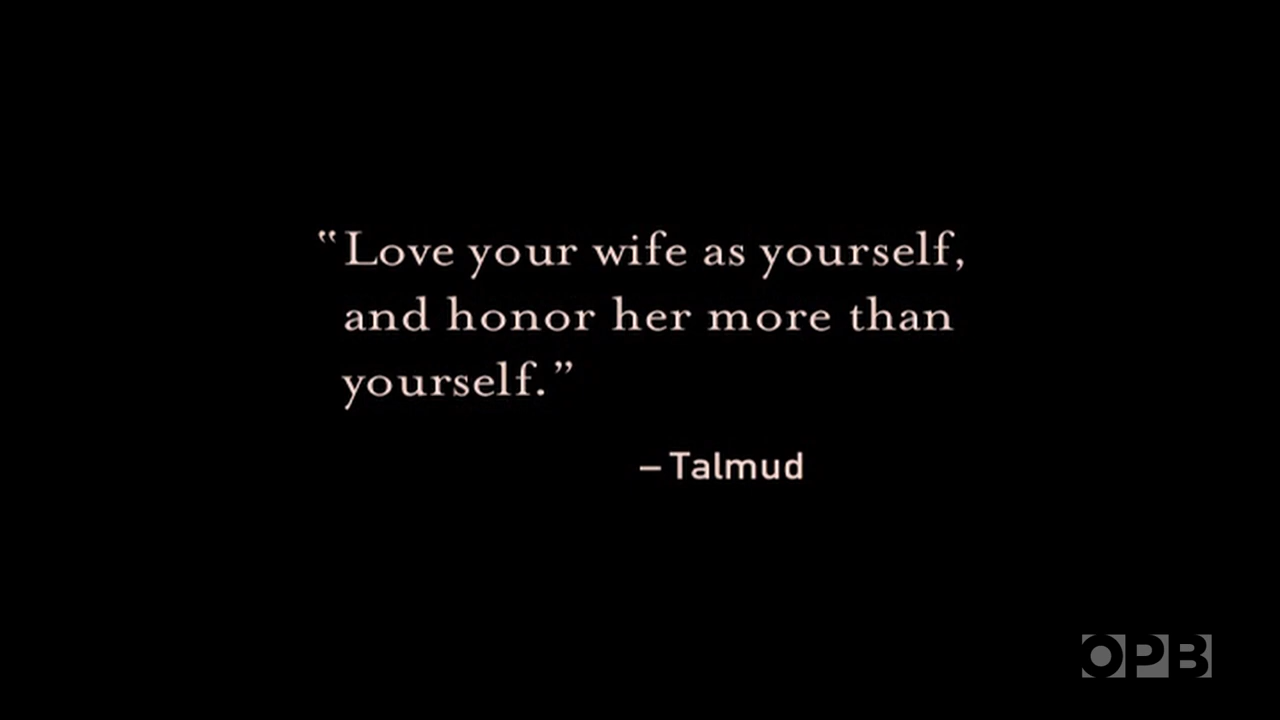 “Love your wife as yourself,
and honor her more than
yourself.”
– Talmud
OPB